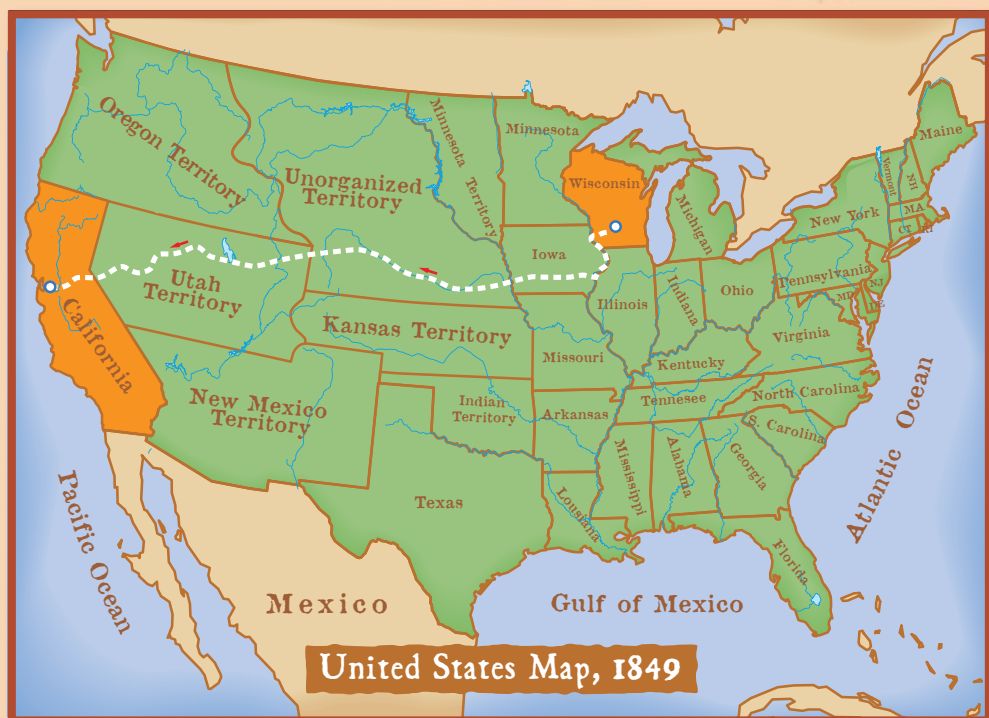 Oregon Territory
Unorganized
Territory
Minnesota
Territory
Minnesota
Wisconsin
Michigan
Maine
Vermont
NH
New York
MA
CT
RI
Iowa
Utah
Territory
California
Kansas Territory
Illinois
Indiana
Ohio
Pennsylvania
NJ
MD
DE
Virginia
Missouri
Kentucky
New Mexico
Territory
Indian
Territory
Arkansas
Tennesee
North Carolina
S. Carolina
Texas
Lousiana
Mississippi
Alabama
Georgia
Florida
Pacific Ocean
Atlantic Ocean
Mexico
Gulf of Mexico
United States Map, 1849